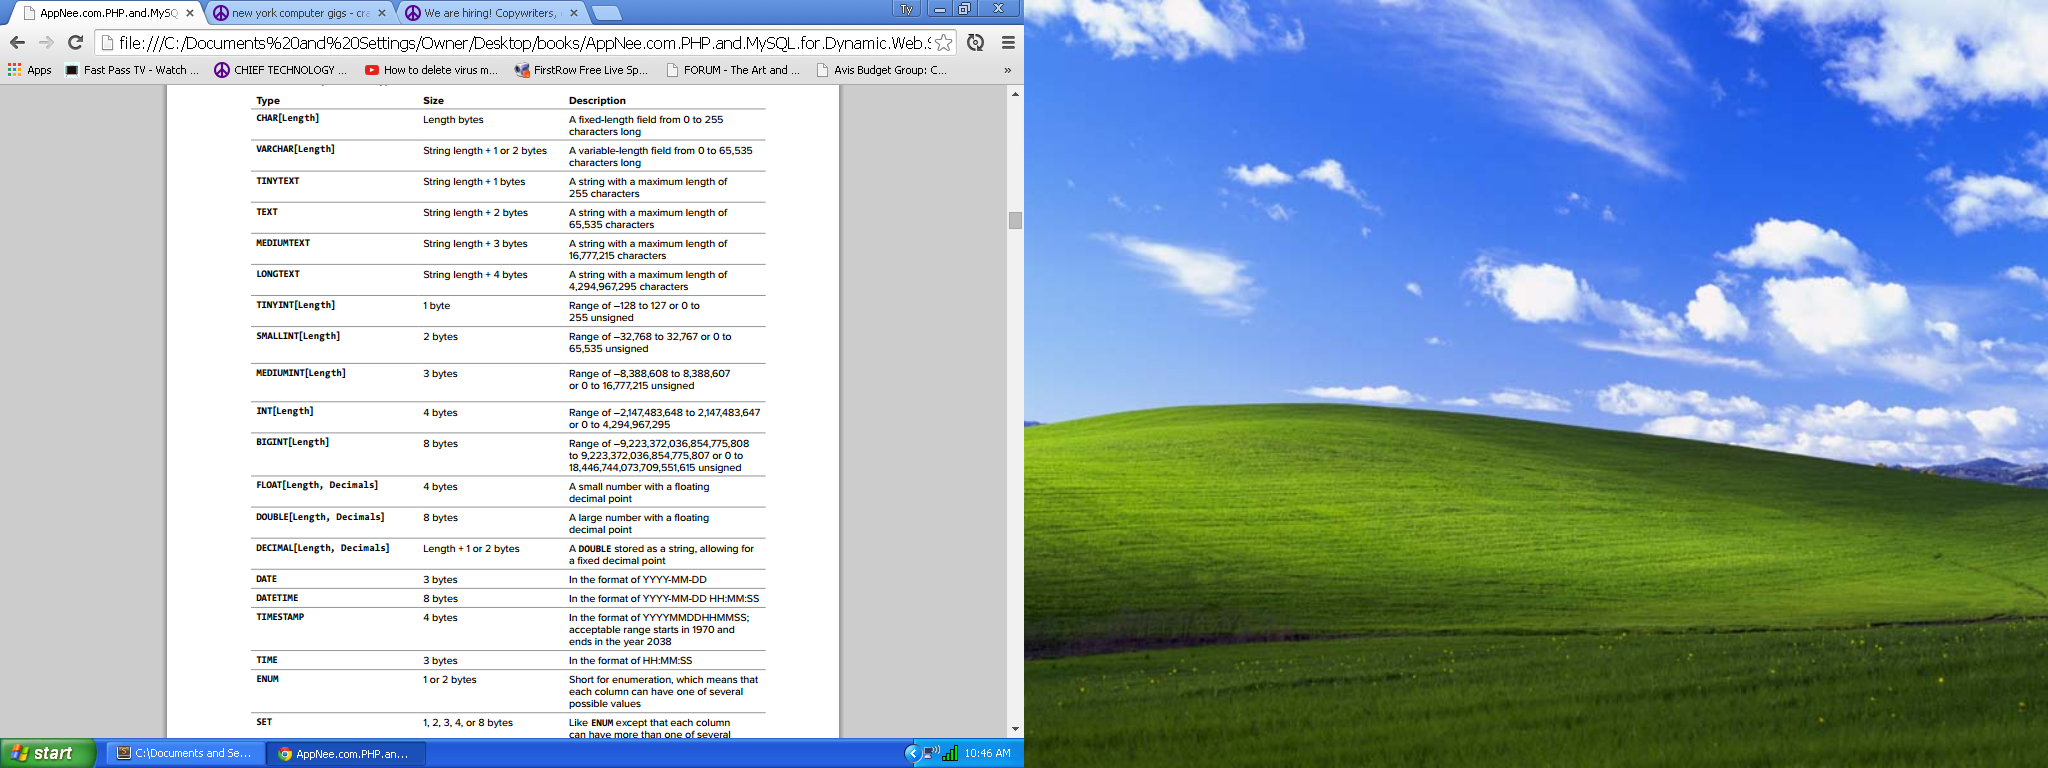 AppNee.com.PHP.and.MySQ
new york computer gigs - cra
We are hiring! Copywriters,
Ty
file:///C:/Documents%20and%20Settings/Owner/Desktop/books/AppNee.com.PHP.and.MySQL.for.Dynamic.Web.S
Apps
Fast Pass TV - Watch ...
CHIEF TECHNOLOGY ...
How to delete virus m...
FirstRow Free Live Sp...
FORUM - The Art and ...
Avis Budget Group: C...
»
Type Size Description
CHAR[Length] Length bytes A fixed-length field from 0 to 255
characters long
VARCHAR[Length] String length + 1 or 2 bytes A variable-length field from 0 to 65,535
characters long
TINYTEXT String length + 1 bytes A string with a maximum length of
255 characters
TEXT String length + 2 bytes A string with a maximum length of
65,535 characters
MEDIUMTEXT String length + 3 bytes A string with a maximum length of
16,777,215 characters
LONGTEXT String length + 4 bytes A string with a maximum length of
4,294,967,295 characters
TINYINT[Length] 1 byte Range of –128 to 127 or 0 to
255 unsigned
SMALLINT[Length] 2 bytes Range of –32,768 to 32,767 or 0 to
65,535 unsigned
MEDIUMINT[Length] 3 bytes Range of –8,388,608 to 8,388,607
or 0 to 16,777,215 unsigned
INT[Length] 4 bytes Range of –2,147,483,648 to 2,147,483,647
or 0 to 4,294,967,295
BIGINT[Length] 8 bytes Range of –9,223,372,036,854,775,808
to 9,223,372,036,854,775,807 or 0 to
18,446,744,073,709,551,615 unsigned
FLOAT[Length, Decimals] 4 bytes A small number with a floating
decimal point
DOUBLE[Length, Decimals] 8 bytes A large number with a floating
decimal point
DECIMAL[Length, Decimals] Length + 1 or 2 bytes A DOUBLE stored as a string, allowing for
a fixed decimal point
DATE 3 bytes In the format of YYYY-MM-DD
DATETIME 8 bytes In the format of YYYY-MM-DD HH:MM:SS
TIMESTAMP 4 bytes In the format of YYYYMMDDHHMMSS;
acceptable range starts in 1970 and
ends in the year 2038
TIME 3 bytes In the format of HH:MM:SS
ENUM 1 or 2 bytes Short for enumeration, which means that
each column can have one of several
possible values
SET 1, 2, 3, 4, or 8 bytes Like ENUM except that each column
can have more than one of several
start
C:\Documents and Se...
AppNee.com.PHP.an...
10:46 AM